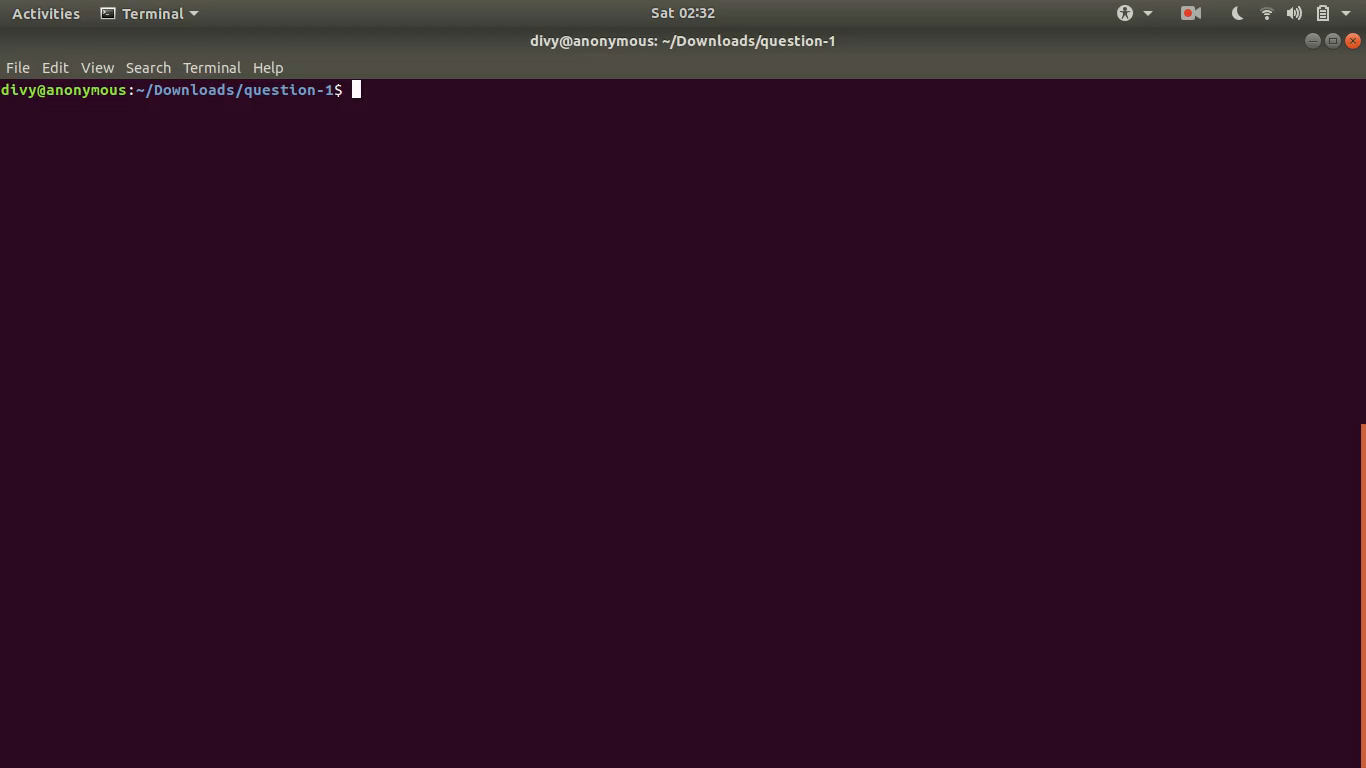 Activities Terminal Sat 02:32
divy@anonymous: ~/Downloads/question-1
File Edit View Search Terminal Help
divy@anonymous:~/Downloads/question-1$